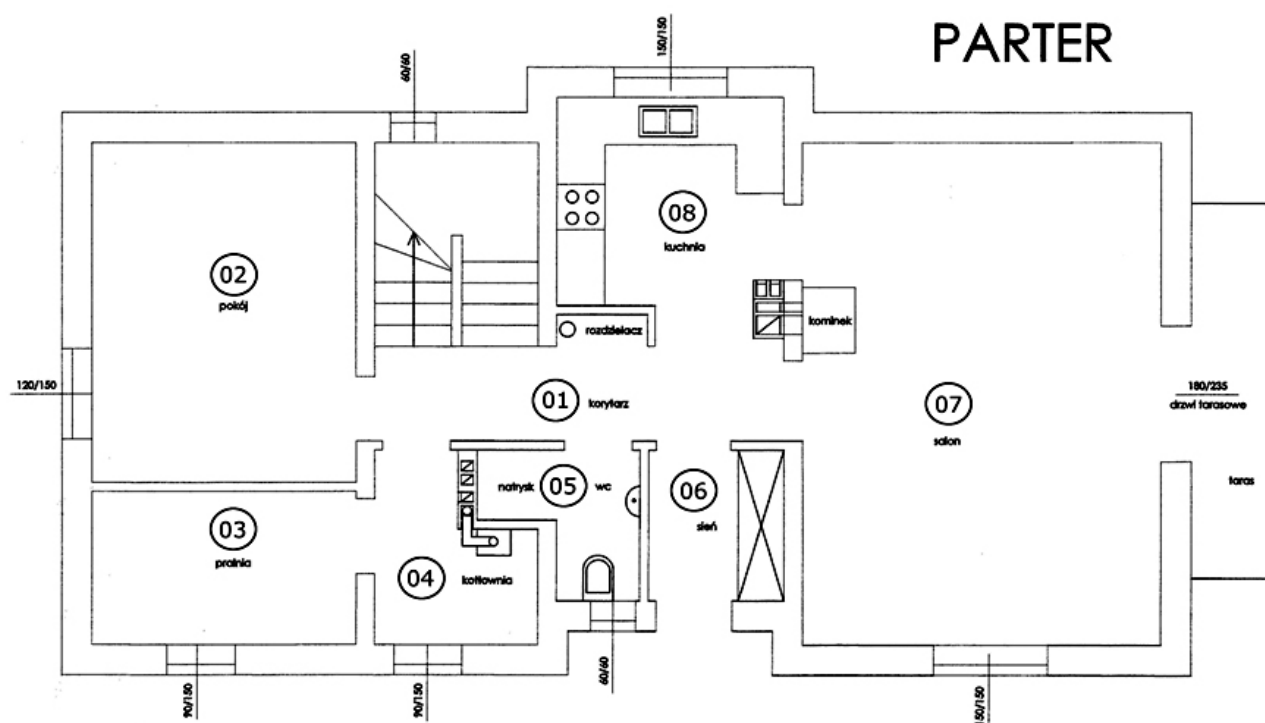 PARTER
150/150
60/60
08
kuchnia
02
pokój
kominek
rozdzielacz
120/150
01
korytarz
07
salon
180/235
drzwi tarasowe
natrysk
05
wc
06
sień
taras
03
pralnia
04
kotłownia
90/150
90/150
60/60
150/150